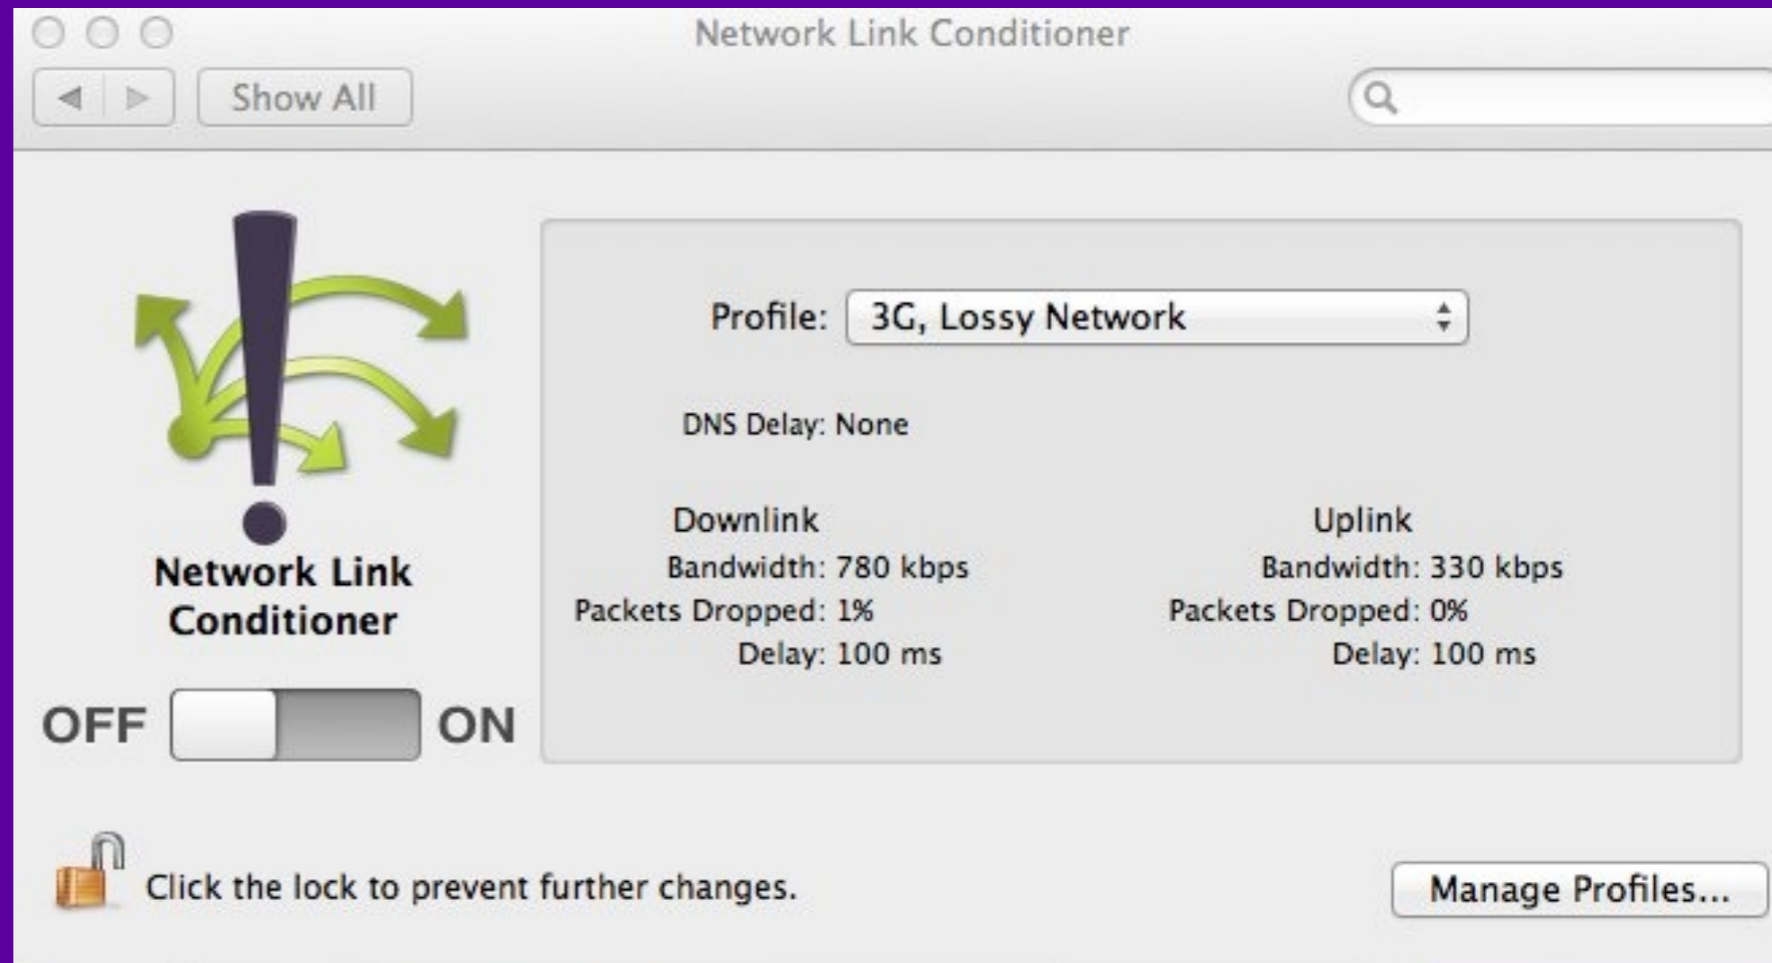 Network Link Conditioner
Show All
Profile: 3G, Lossy Network
DNS Delay: None
Downlink
Bandwidth: 780 kbps
Packets Dropped: 1%
Delay: 100 ms
Uplink
Bandwidth: 330 kbps
Packets Dropped: 0%
Delay: 100 ms
Network Link
Conditioner
OFF ON
Click the lock to prevent further changes.
Manage Profiles...